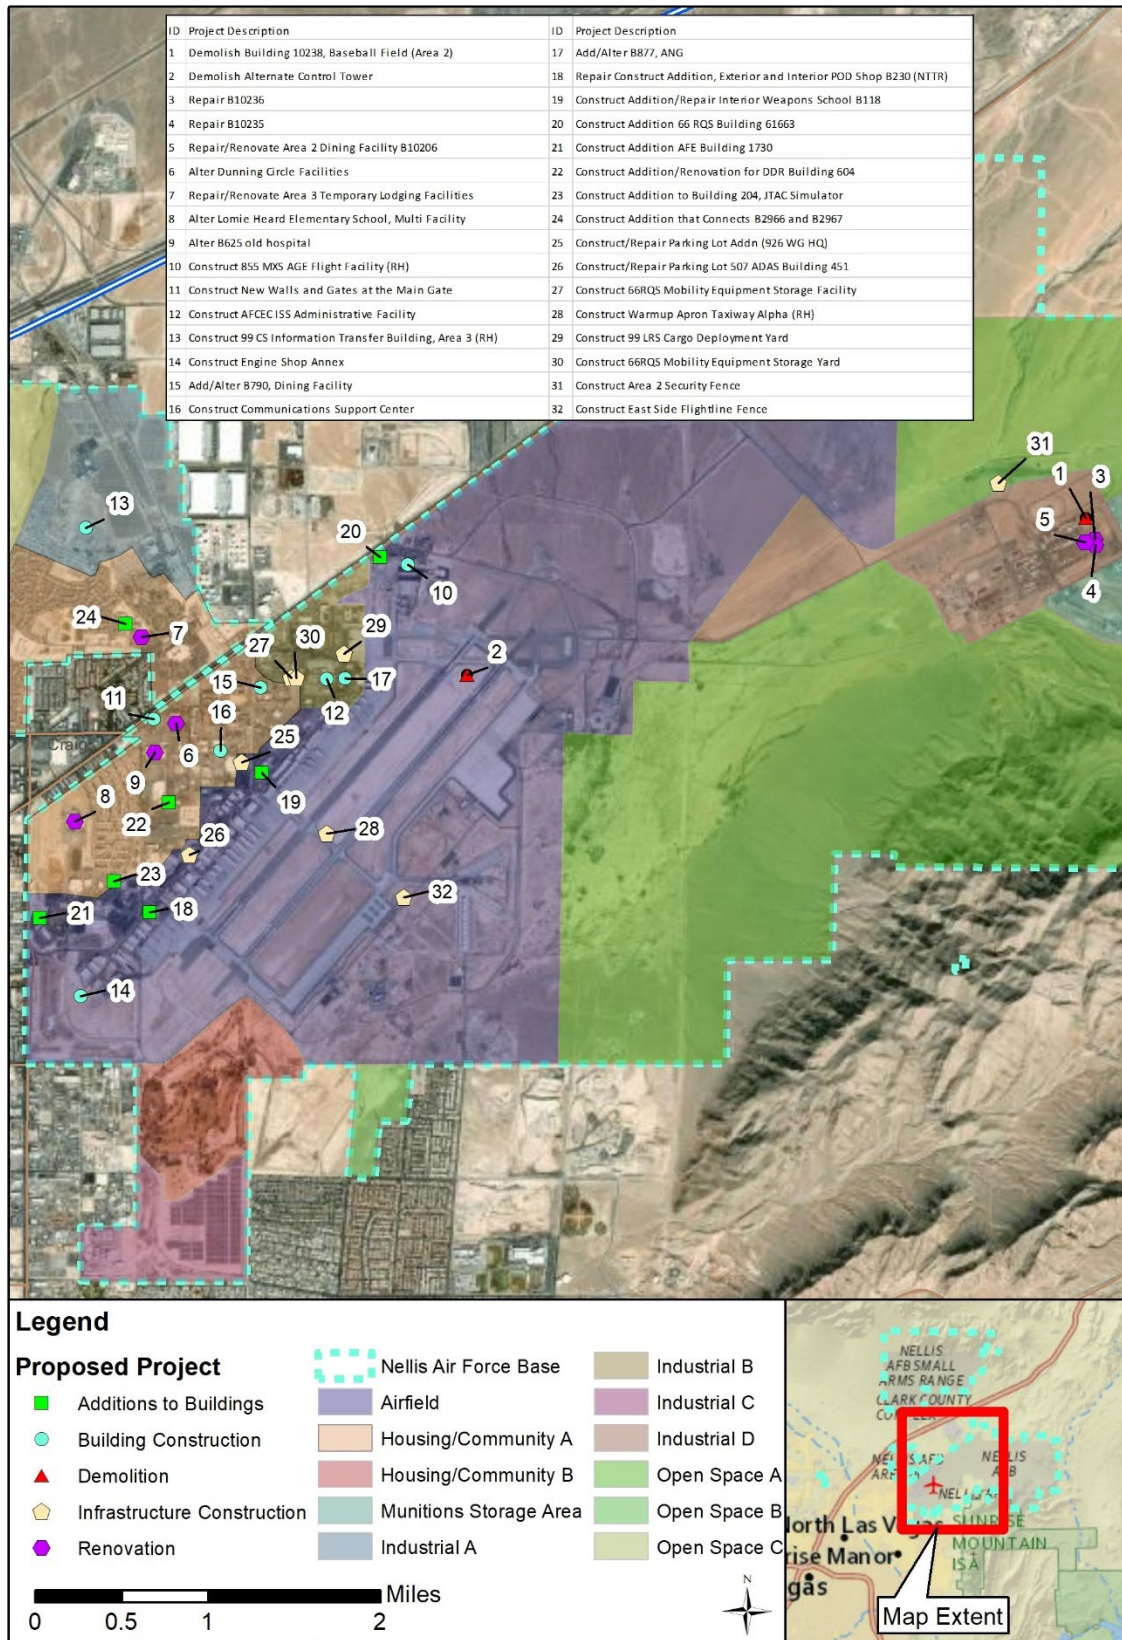 ID Project Description
1 Demolish Building 10238, Baseball Field (Area 2)
2 Demolish Alternate Control Tower
3 Repair B10236
4 Repair B10235
5 Repair/Renovate Area 2 Dining Facility B10206
6 Alter Dunning Circle Facilities
7 Repair/Renovate Area 3 Temporary Lodging Facilities
8 Alter Lomie Heard Elementary School, Multi Facility
9 Alter B625 old hospital
10 Construct 855 MXS AGE Flight Facility (RH)
11 Construct New Walls and Gates at the Main Gate
12 Construct AFCEC ISS Administrative Facility
13 Construct 99 CS Information Transfer Building, Area 3 (RH)
14 Construct Engine Shop Annex
15 Add/Alter B790, Dining Facility
16 Construct Communications Support Center
ID Project Description
17 Add/Alter B877, ANG
18 Repair Construct Addition, Exterior and Interior POD Shop B230 (NTTR)
19 Construct Addition/Repair Interior Weapons School B118
20 Construct Addition 66 RQS Building 61663
21 Construct Addition AFE Building 1730
22 Construct Addition/Renovation for DDR Building 604
23 Construct Addition to Building 204, JTAC Simulator
24 Construct Addition that Connects B2966 and B2967
25 Construct/Repair Parking Lot Addn (926 WG HQ)
26 Construct/Repair Parking Lot 507 ADAS Building 451
27 Construct 66RQS Mobility Equipment Storage Facility
28 Construct Warmup Apron Taxiway Alpha (RH)
29 Construct 99 LRS Cargo Deployment Yard
30 Construct 66RQS Mobility Equipment Storage Yard
31 Construct Area 2 Security Fence
32 Construct East Side Flightline Fence
31
1
3
13
5
20
10
4
24
7
27
30
29
2
15
17
12
11
16
Craig
6
25
9
19
8
22
28
26
23
32
21
18
14
Legend
Proposed Project
Additions to Buildings
Building Construction
Demolition
Infrastructure Construction
Renovation
Nellis Air Force Base
Airfield
Housing/Community A
Housing/Community B
Munitions Storage Area
Industrial A
Industrial B
Industrial C
Industrial D
Open Space A
Open Space B
Open Space C
Miles
0 0.5 1 2
N
NELLIS
AFB SMALL
ARMS RANGE
CLARK COUNTY
NELLIS AFB
NELLIS
North Las Vegas
SUNRISE
MOUNTAIN
ISA
rise Manor
gas
Map Extent